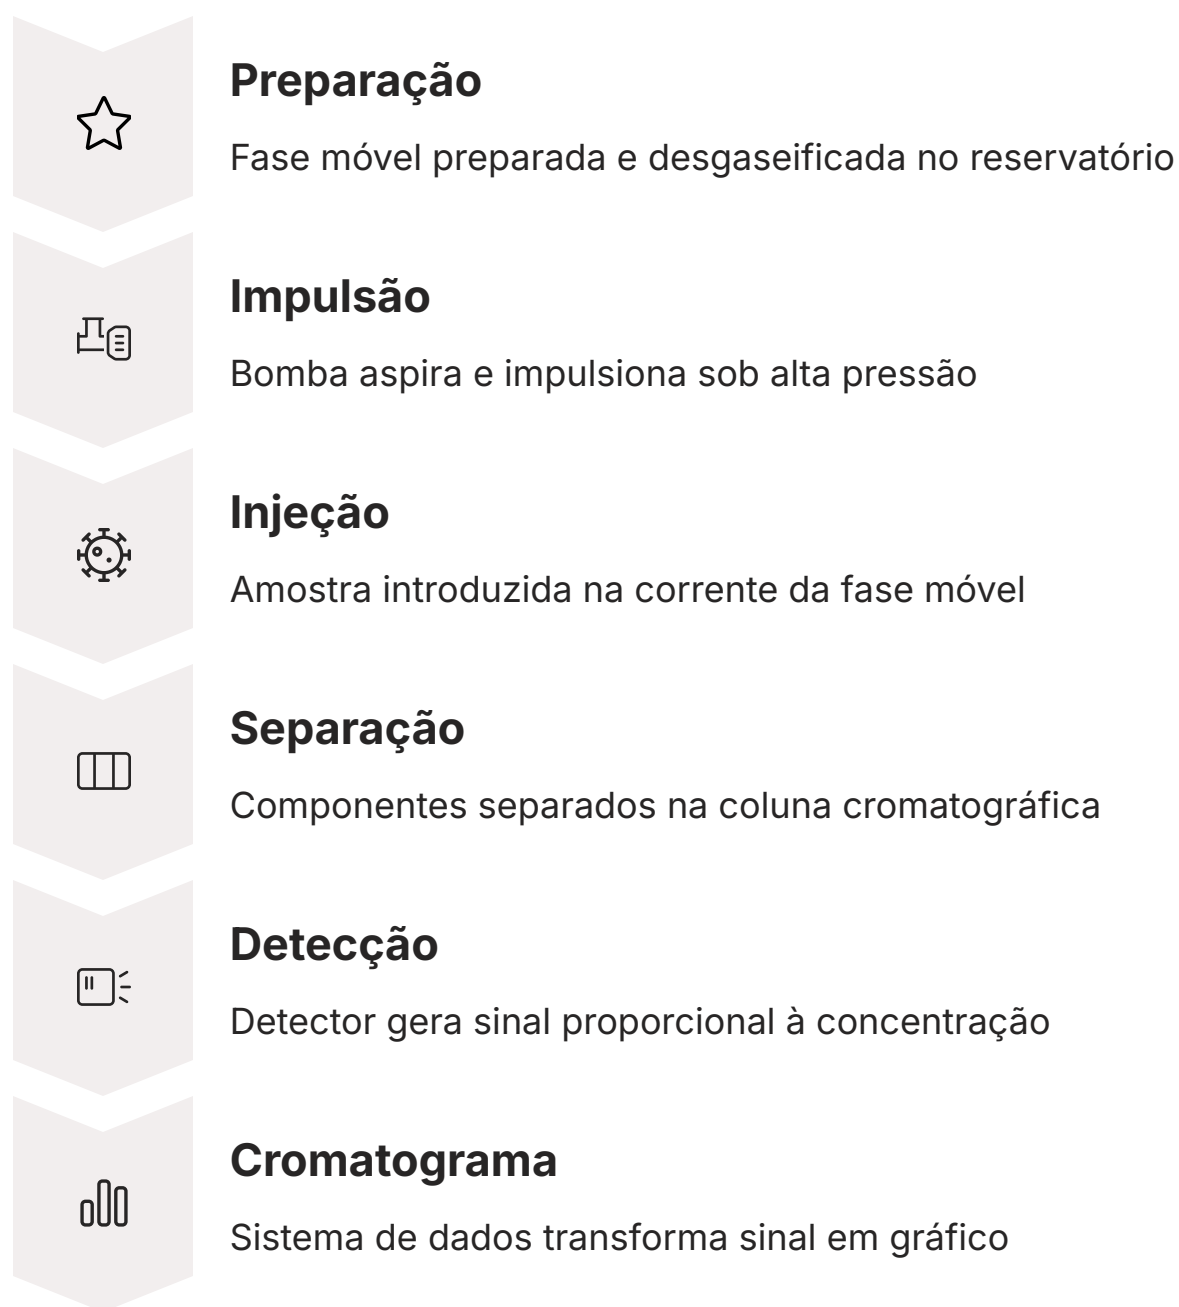 Preparação
Fase móvel preparada e desgaseificada no reservatório
Impulsão
Bomba aspira e impulsiona sob alta pressão
Injeção
Amostra introduzida na corrente da fase móvel
Separação
Componentes separados na coluna cromatográfica
Detecção
Detector gera sinal proporcional à concentração
Cromatograma
Sistema de dados transforma sinal em gráfico